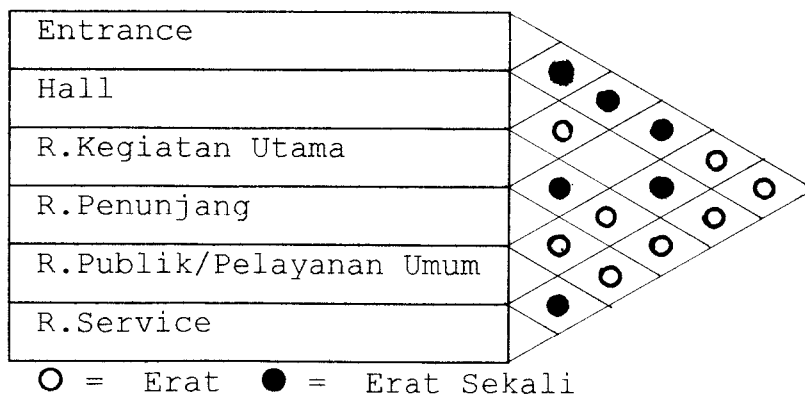 Entrance
Hall
R.Kegiatan Utama
R.Penunjang
R.Publik/Pelayanan Umum
R.Service
O = Erat ● = Erat Sekali